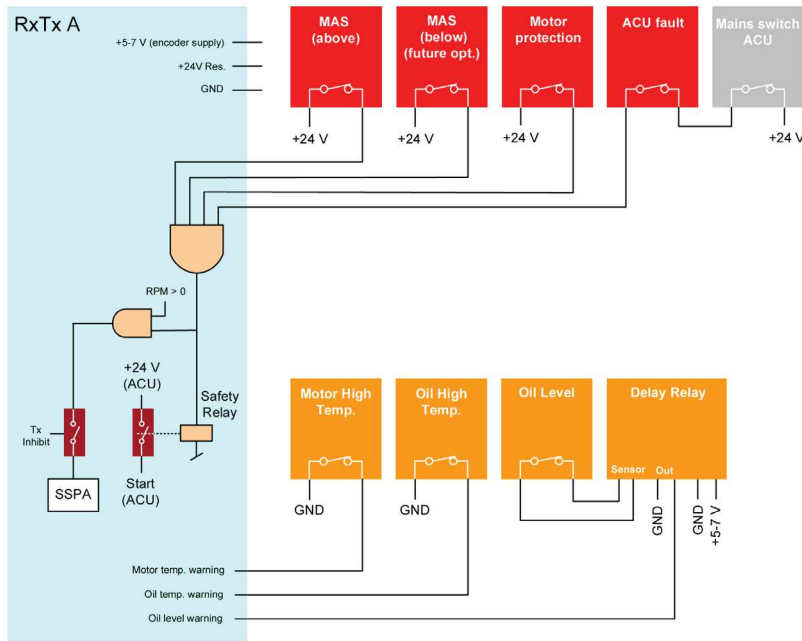 RxTx A
+5-7 V (encoder supply)
+24V Res.
GND
MAS
(above)
MAS
(below)
(future opt.)
Motor
protection
ACU fault
Mains switch
ACU
+24 V
+24 V
+24 V
+24 V
RPM > 0
+24 V
(ACU)
Safety
Relay
Tx
Inhibit
SSPA
Start
(ACU)
Motor High
Temp.
Oil High
Temp.
Oil Level
Delay Relay
Sensor
Out
GND
GND
GND
GND
+5-7 V
Motor temp. warning
Oil temp. warning
Oil level warning